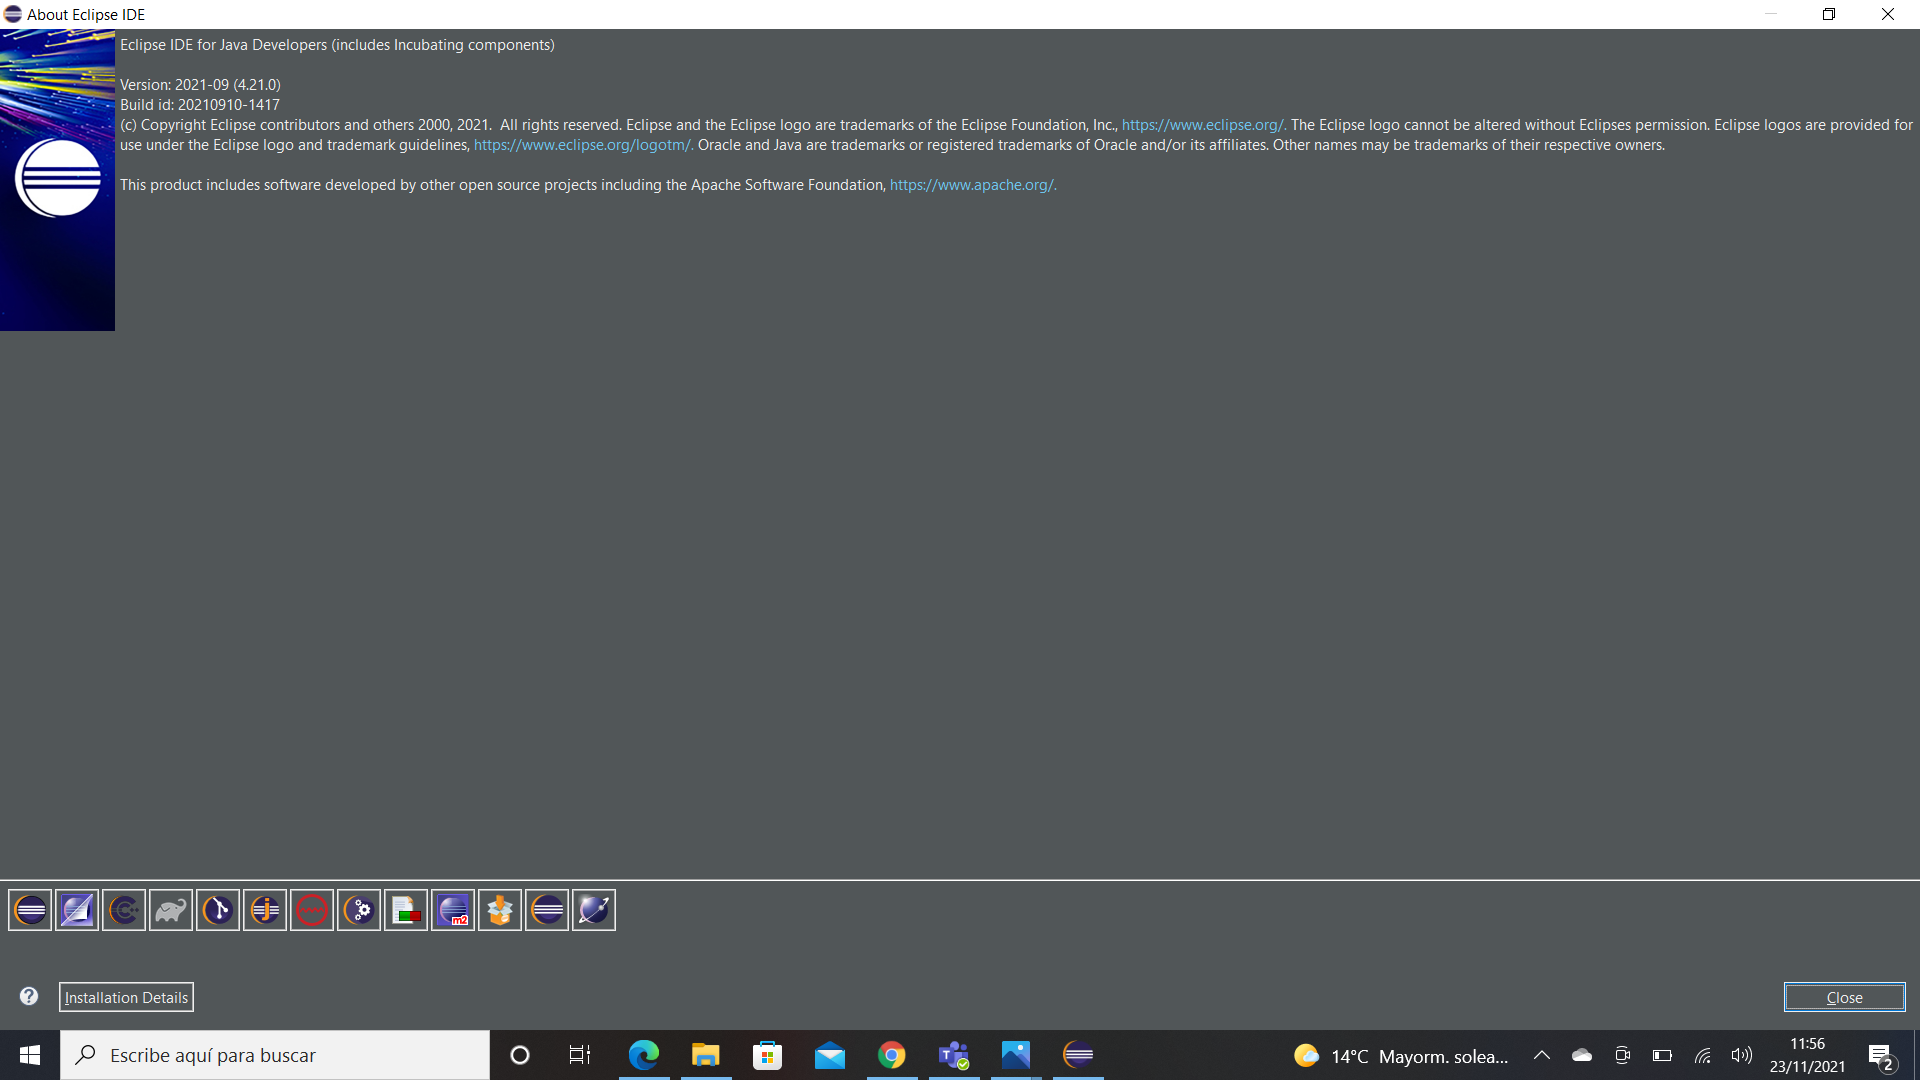 About Eclipse IDE
Eclipse IDE for Java Developers (includes Incubating components)
Version: 2021-09 (4.21.0)
Build id: 20210910-1417
(c) Copyright Eclipse contributors and others 2000, 2021.  All rights reserved. Eclipse and the Eclipse logo are trademarks of the Eclipse Foundation, Inc., https://www.eclipse.org/. The Eclipse logo cannot be altered without Eclipses permission. Eclipse logos are provided for
use under the Eclipse logo and trademark guidelines, https://www.eclipse.org/logotm/. Oracle and Java are trademarks or registered trademarks of Oracle and/or its affiliates. Other names may be trademarks of their respective owners.
This product includes software developed by other open source projects including the Apache Software Foundation, https://www.apache.org/.
m2
Installation Details
Close
Escribe aquí para buscar
14°C Mayorm. solea...
11:56
23/11/2021
2